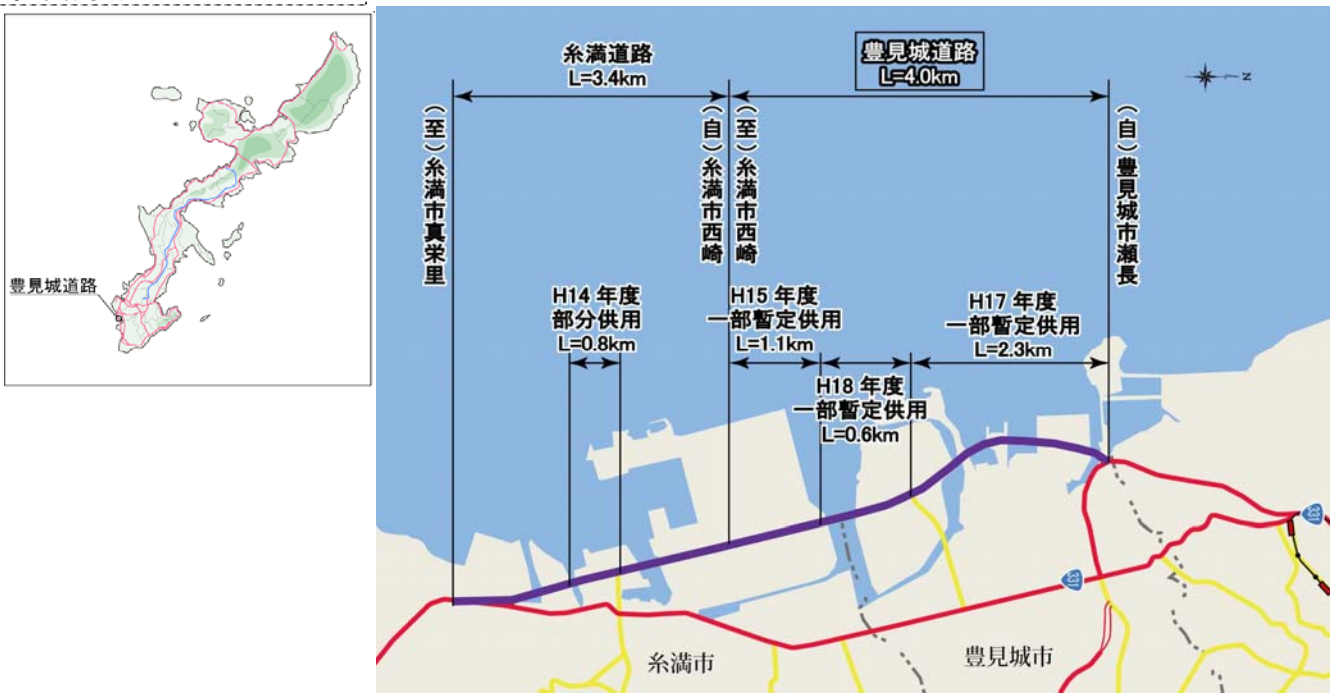 豊見城道路
糸満道路
L=3.4km
豊見城道路
L=4.0km
N
(至)糸満市真栄里
(自)糸満市西崎
(至)糸満市西崎
(自)豊見城市瀬長
H14 年度
部分供用
L=0.8km
H15 年度
一部暫定供用
L=1.1km
H17 年度
一部暫定供用
L=2.3km
H18 年度
一部暫定供用
L=0.6km
331
331
糸満市
豊見城市